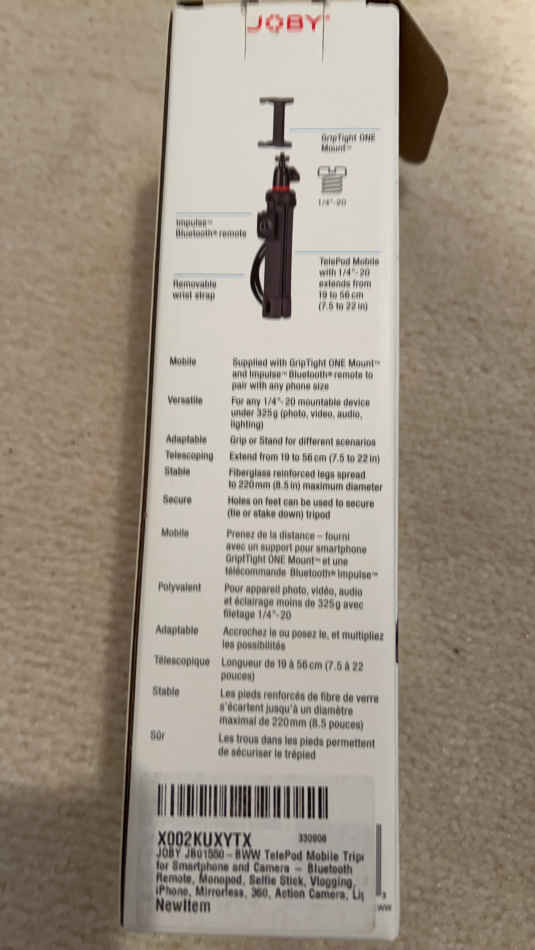 JOBY®
GripTight ONE
Mount™
1/4"-20
Impulse™
Bluetooth® remote
TelePod Mobile
with 1/4"-20
extends from
19 to 56 cm
(7.5 to 22 in)
Removable
wrist strap
Mobile Supplied with GripTight ONE Mount™
and Impulse™ Bluetooth® remote to
pair with any phone size
Versatile For any 1/4"-20 mountable device
under 325g (photo, video, audio,
lighting)
Adaptable Grip or Stand for different scenarios
Telescoping Extend from 19 to 56 cm (7.5 to 22 in)
Stable Fiberglass reinforced legs spread
to 220mm (8.5 in) maximum diameter
Secure Holes on feet can be used to secure
(tie or stake down) tripod
Mobile Prenez de la distance – fourni
avec un support pour smartphone
GriptTight ONE Mount™ et une
télécommande Bluetooth® Impulse™
Polyvalent Pour appareil photo, vidéo, audio
et éclairage moins de 325g avec
filetage 1/4"-20
Adaptable Accrochez le ou posez le, et multipliez
les possibilités
Télescopique Longueur de 19 à 56 cm (7.5 à 22
pouces)
Stable Les pieds renforcés de fibre de verre
s'écartent jusqu'à un diamètre
maximal de 220mm (8.5 pouces)
Sûr Les trous dans les pieds permettent
de sécuriser le trépied
X002KUXYTX 330808
JOBY JB01550 – BWW TelePod Mobile Trip
for Smartphone and Camera – Bluetooth
Remote, Monopod, Selfie Stick, Vlogging,
iPhone, Mirrorless, 360, Action Camera, Lig
NewItem
WW